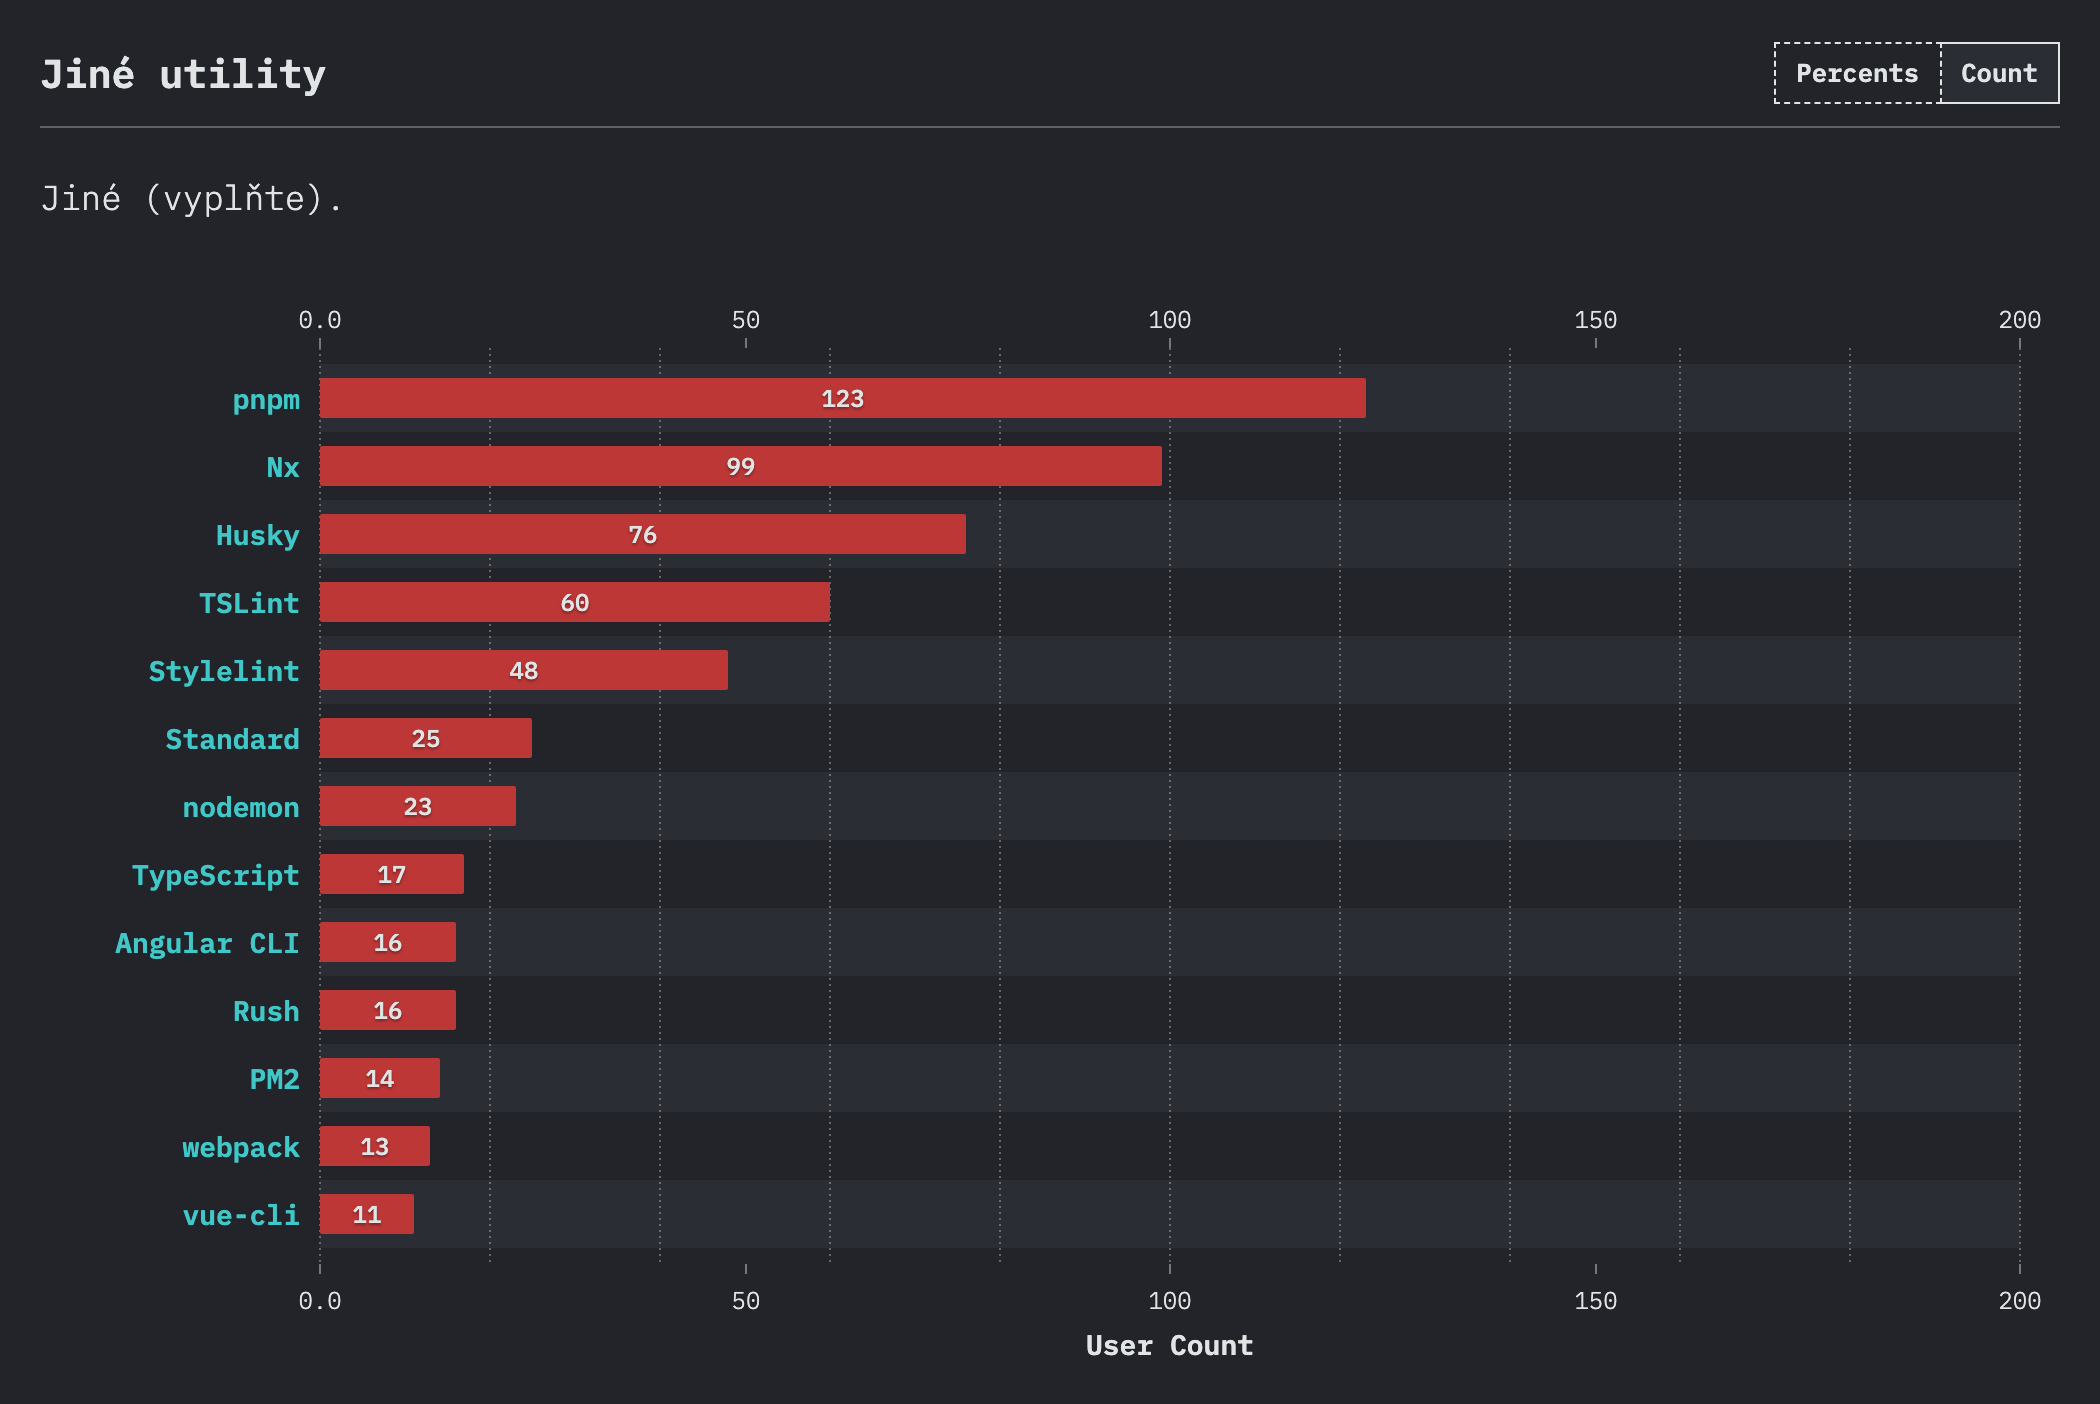 Jiné utility
Percents Count
Jiné (vyplňte).
0.0 50 100 150 200
pnpm 123
Nx 99
Husky 76
TSLint 60
Stylelint 48
Standard 25
nodemon 23
TypeScript 17
Angular CLI 16
Rush 16
PM2 14
webpack 13
vue-cli 11
0.0 50 100 150 200
User Count